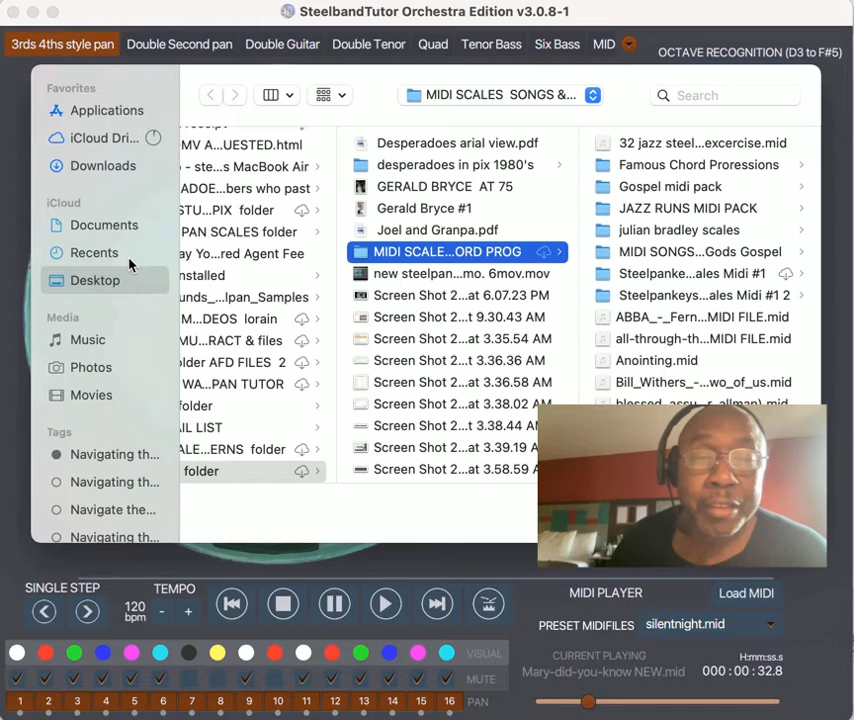 SteelbandTutor Orchestra Edition v3.0.8-1
3rds 4ths style pan Double Second pan Double Guitar Double Tenor Quad Tenor Bass Six Bass MID
OCTAVE RECOGNITION (D3 to F#5)
Favorites
Applications
iCloud Dri...
Downloads
iCloud
Documents
Recents
Desktop
Media
Music
Photos
Movies
Tags
Navigating th...
Navigating th...
Navigate the...
Navigating th...
MIDI SCALES SONGS &...
Search
MV A...UESTED.html
- ste...s MacBook Air
ADOE...bers who past
STU...PIX folder
PAN SCALES folder
ay Yo...red Agent Fee
nstalled
unds_...lpan_Samples
DEOS lorain
MU...RACT & files
older AFD FILES 2
WA...PAN TUTOR
folder
AIL LIST
ALE...ERNS folder
folder
Desperadoes arial view.pdf
desperadoes in pix 1980's
GERALD BRYCE AT 75
Gerald Bryce #1
Joel and Granpa.pdf
MIDI SCALE...ORD PROG
new steelpan...mo. 6mov.mov
Screen Shot 2...at 6.07.23 PM
Screen Shot 2...at 9.30.43 AM
Screen Shot 2...at 3.35.54 AM
Screen Shot 2...at 3.36.36 AM
Screen Shot 2...at 3.36.58 AM
Screen Shot 2...at 3.38.02 AM
Screen Shot 2...t 3.38.44 AM
Screen Shot 2...at 3.39.19 AM
Screen Shot 2...at 3.58.59 AM
32 jazz steel...excercise.mid
Famous Chord Proressions
Gospel midi pack
JAZZ RUNS MIDI PACK
julian bradley scales
MIDI SONGS...Gods Gospel
Steelpanke...ales Midi #1
Steelpankeys...ales Midi #1 2
ABBA_-_Fern...MIDI FILE.mid
all-through-th...MIDI FILE.mid
Anointing.mid
Bill_Withers_-...wo_of_us.mid
SINGLE STEP
TEMPO
120
bpm
- +
MIDI PLAYER
Load MIDI
PRESET MIDIFILES
silentnight.mid
CURRENT PLAYING
Mary-did-you-know NEW.mid
H:mm:ss.s
000:00:32.8
VISUAL
MUTE
1 2 3 4 5 6 7 8 9 10 11 12 13 14 15 16 PAN